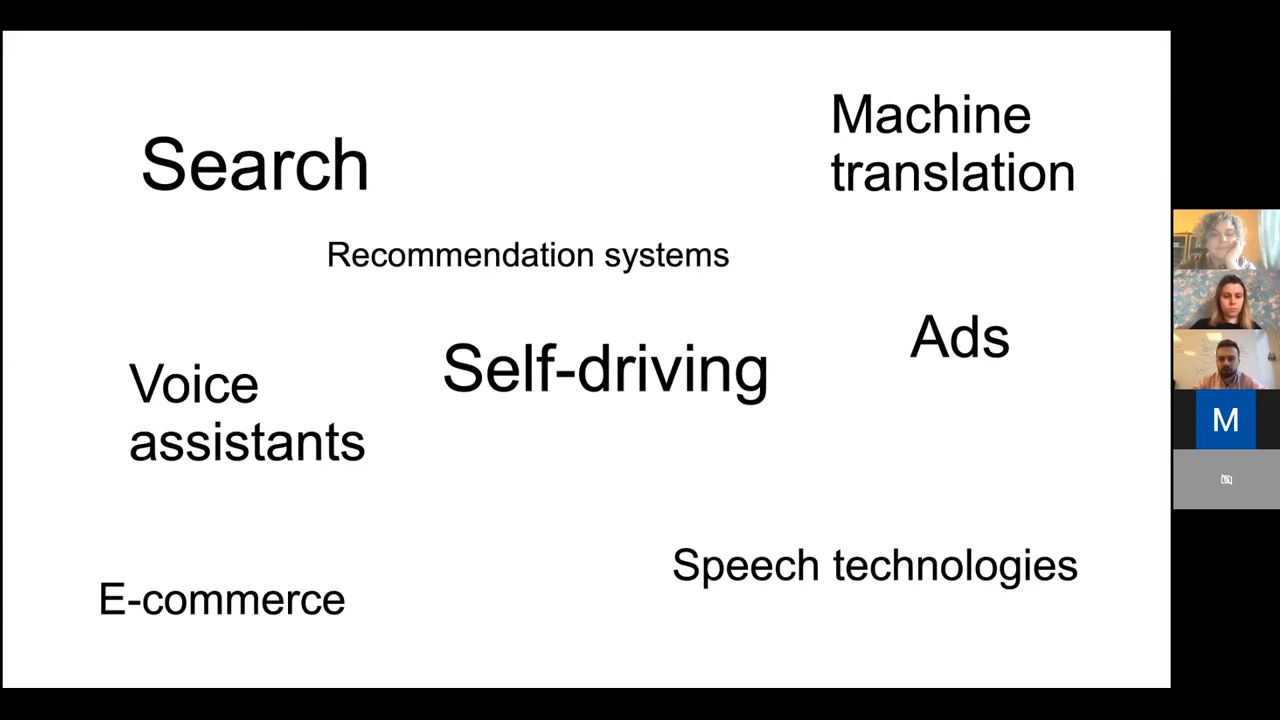 Search
Machine
translation
Recommendation systems
Self-driving
Ads
Voice
assistants
E-commerce
Speech technologies
M